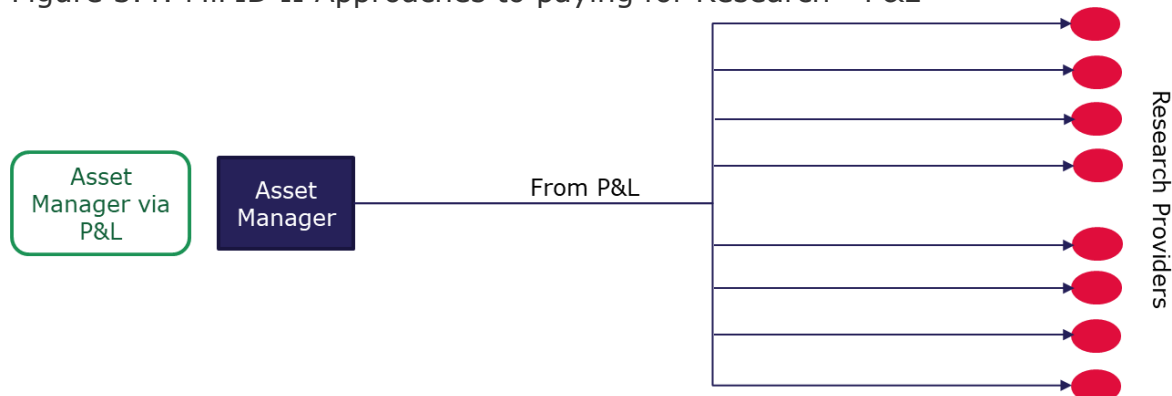 Asset
Manager via
P&L
Asset
Manager
From P&L
Research Providers